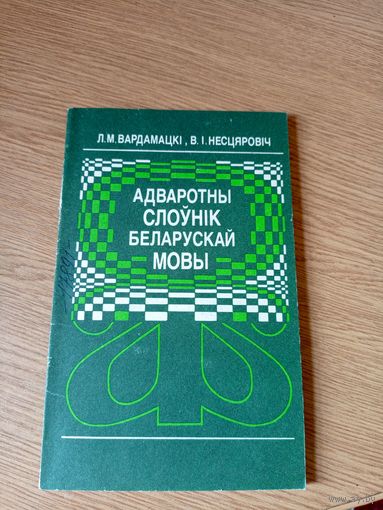 Л.М.ВАРДАМАЦКІ, В.І.НЕСЦЯРОВІЧ
АДВАРОТНЫ
СЛОЎНІК
БЕЛАРУСКАЙ
МОВЫ